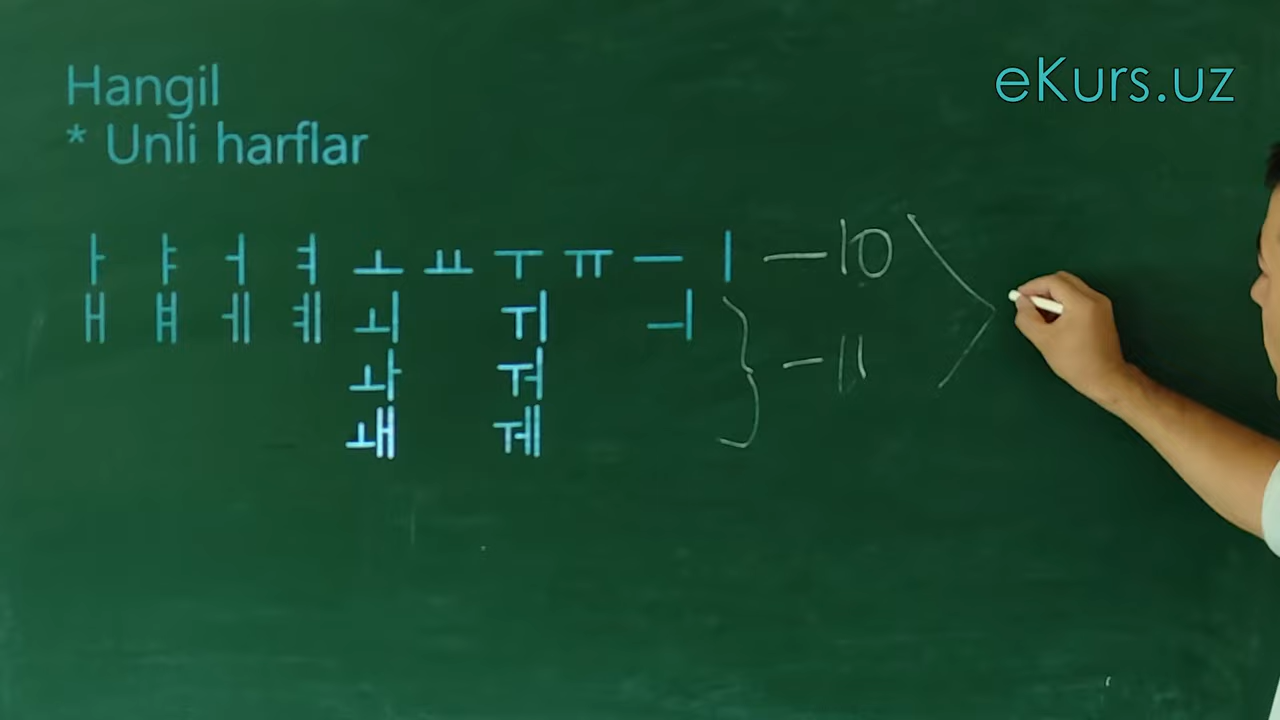 Hangil
eKurs.uz
* Unli harflar
ㅏ ㅑ ㅓ ㅕ ㅗ ㅛ ㅜ ㅠ ㅡ ㅣ — 10
ㅐ ㅒ ㅔ ㅖ ㅚ ㅟ ㅢ
ㅘ ㅝ — 11
ㅙ ㅞ